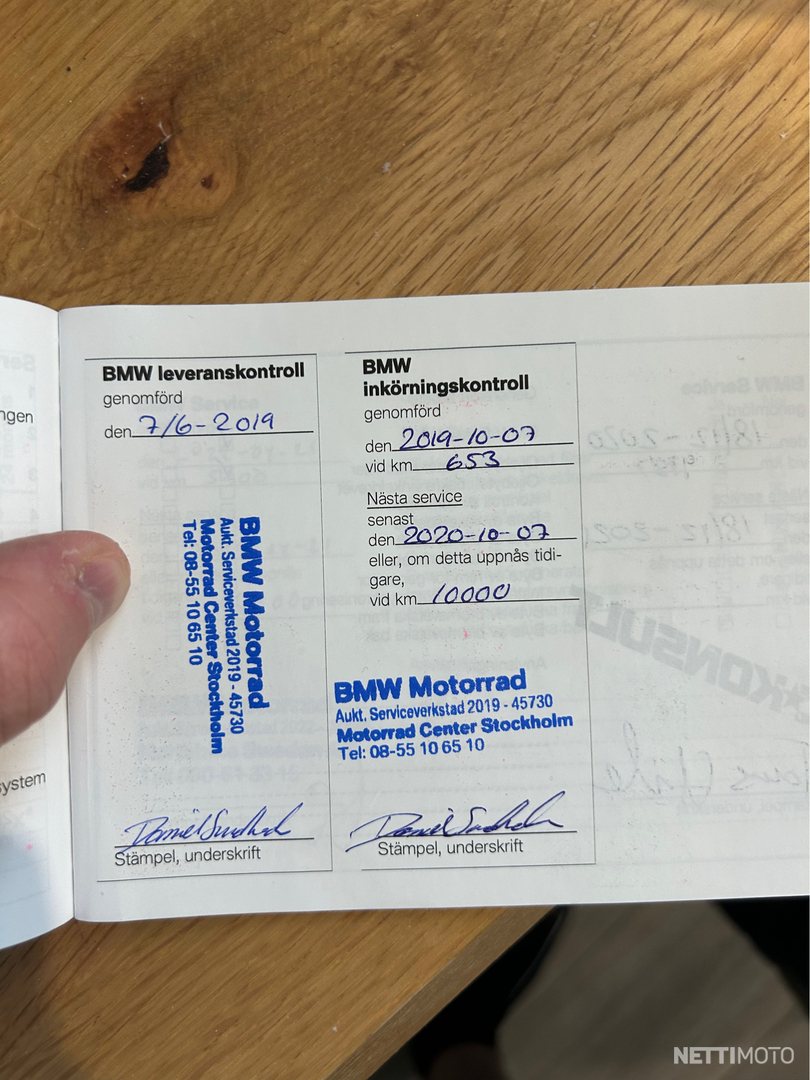 ngen
system
BMW leveranskontroll
genomförd
den 7/6-2019
BMW Motorrad
Aukt. Serviceverkstad 2019 - 45730
Motorrad Center Stockholm
Tel: 08-55 10 65 10
Stämpel, underskrift
BMW
inkörningskontroll
genomförd
den 2019-10-07
vid km 653
Nästa service
senast
den 2020-10-07
eller, om detta uppnås tidi-
gare,
vid km 10000
BMW Motorrad
Aukt. Serviceverkstad 2019 - 45730
Motorrad Center Stockholm
Tel: 08-55 10 65 10
Stämpel, underskrift
NETTIMOTO